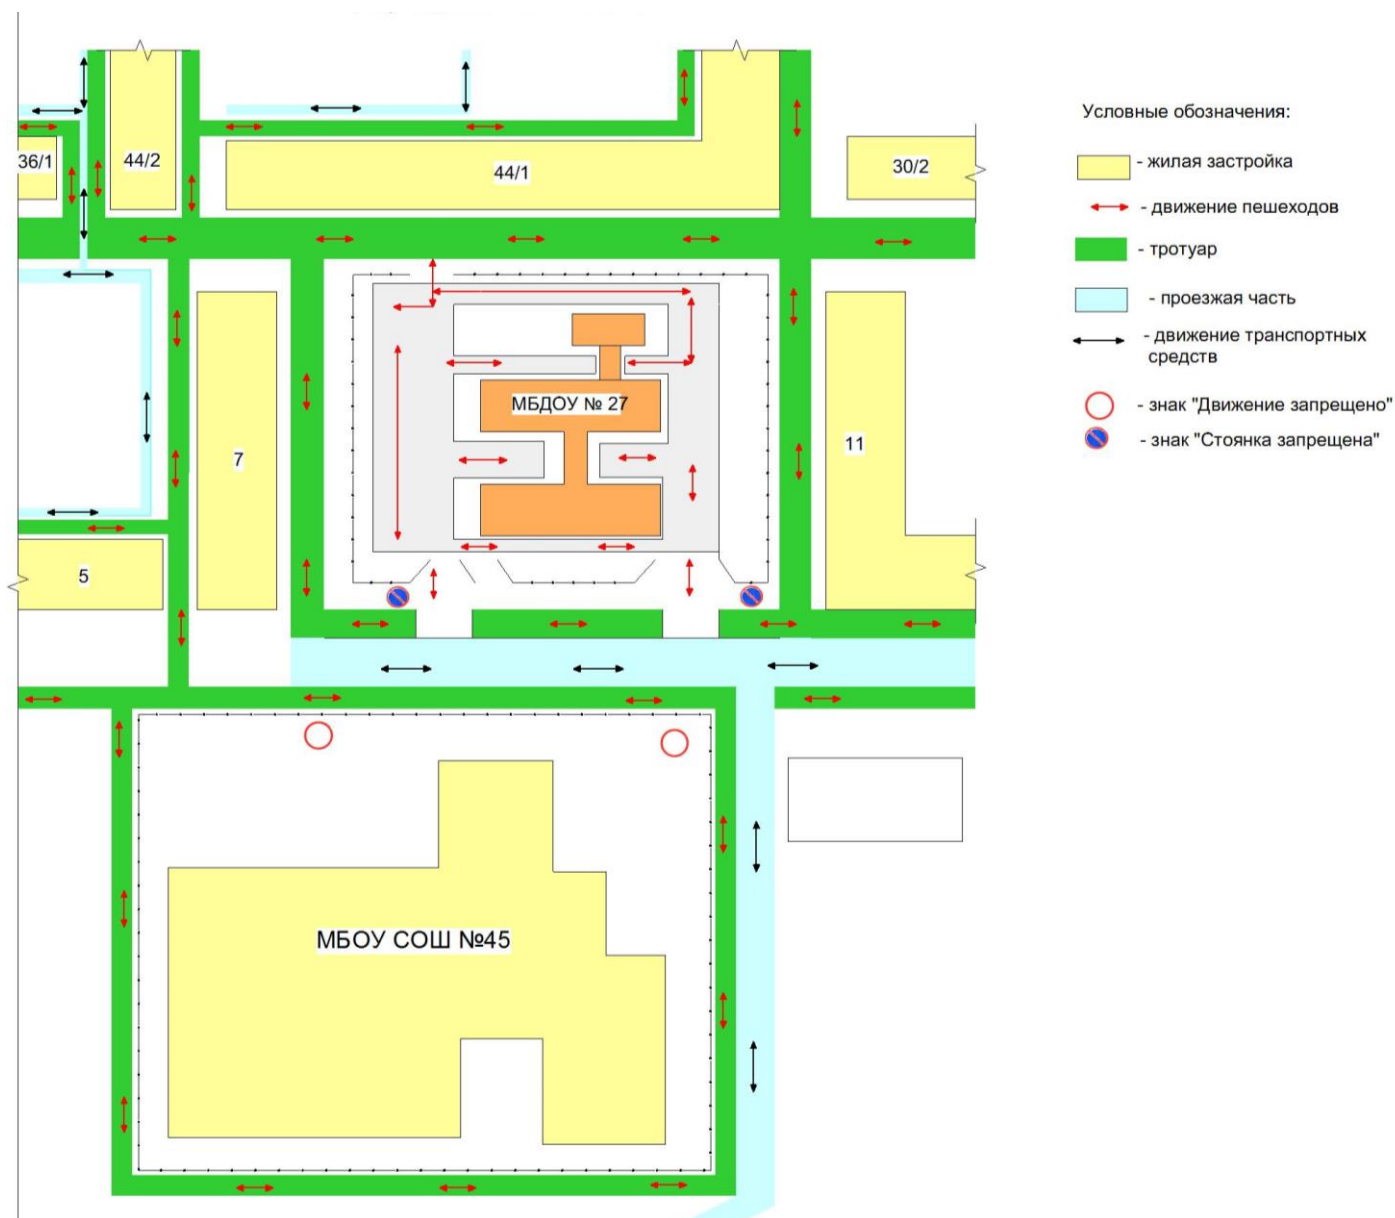 Условные обозначения:
- жилая застройка
- движение пешеходов
- тротуар
- проезжая часть
- движение транспортных
средств
- знак "Движение запрещено"
- знак "Стоянка запрещена"
36/1
44/2
44/1
30/2
МБДОУ № 27
7
11
5
МБОУ СОШ №45